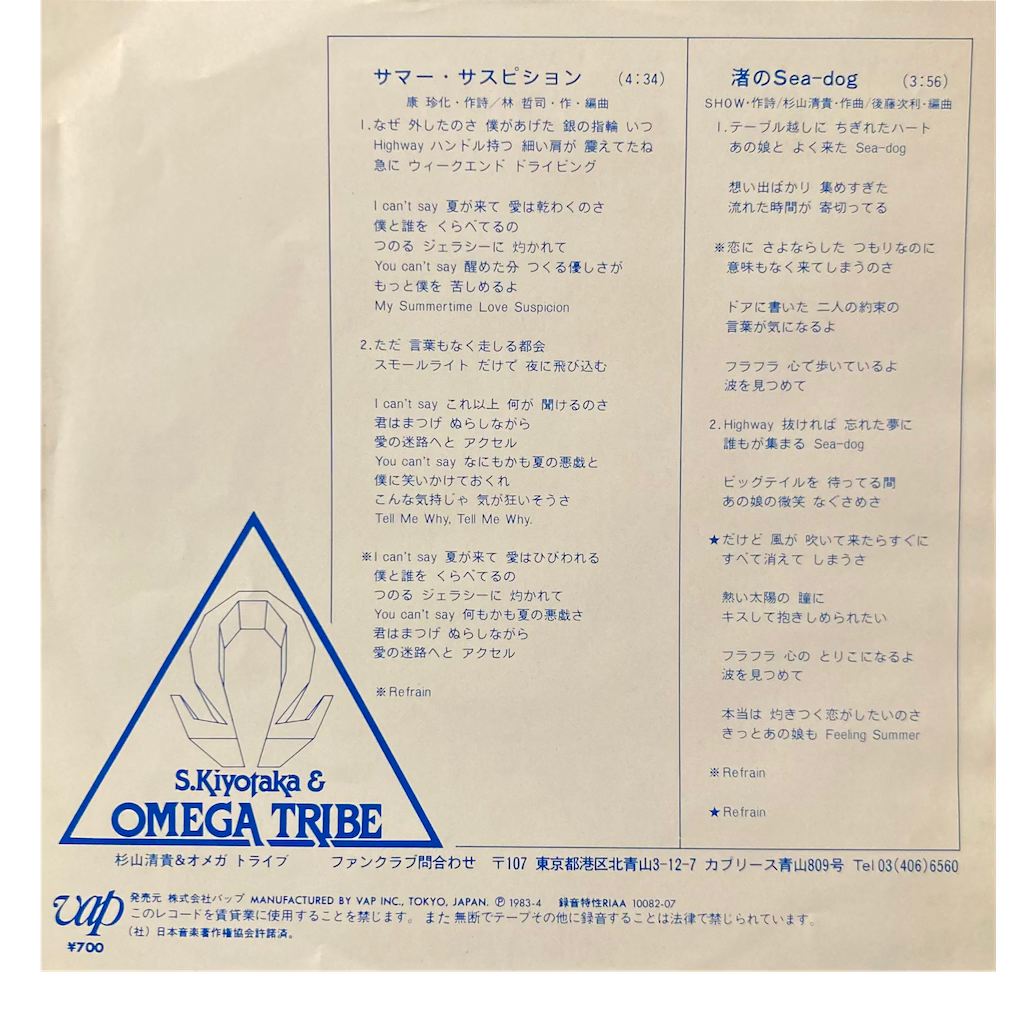 サマー・サスピション (4:34)
康 珍化・作詩／林 哲司・作・編曲
1.なぜ 外したのさ 僕があげた 銀の指輪 いつ
Highway ハンドル持つ 細い肩が 震えてたね
急に ウィークエンド ドライビング
I can't say 夏が来て 愛は乾わくのさ
僕と誰を くらべてるの
つのる ジェラシーに 灼かれて
You can't say 醒めた分 つくる優しさが
もっと僕を 苦しめるよ
My Summertime Love Suspicion
2.ただ 言葉もなく走しる都会
スモールライト だけで 夜に飛び込む
I can't say これ以上 何が 聞けるのさ
君はまつげ ぬらしながら
愛の迷路へと アクセル
You can't say なにもかも夏の悪戯と
僕に笑いかけておくれ
こんな気持じゃ 気が狂いそうさ
Tell Me Why, Tell Me Why.
※I can't say 夏が来て 愛はひびわれる
僕と誰を くらべてるの
つのる ジェラシーに 灼かれて
You can't say 何もかも夏の悪戯さ
君はまつげ ぬらしながら
愛の迷路へと アクセル
※Refrain
渚のSea-dog (3:56)
SHOW・作詩/杉山清貴・作曲/後藤次利・編曲
1.テーブル越しに ちぎれたハート
あの娘と よく来た Sea-dog
想い出ばかり 集めすぎた
流れた時間が 寄切ってる
※恋に さよならした つもりなのに
意味もなく来てしまうのさ
ドアに書いた 二人の約束の
言葉が気になるよ
フラフラ 心で歩いているよ
波を見つめて
2.Highway 抜ければ 忘れた夢に
誰もが集まる Sea-dog
ビッグテイルを 待ってる間
あの娘の微笑 なぐさめさ
★だけど 風が 吹いて来たらすぐに
すべて消えて しまうさ
熱い太陽の 瞳に
キスして抱きしめられたい
フラフラ 心の とりこになるよ
波を見つめて
本当は 灼きつく恋がしたいのさ
きっとあの娘も Feeling Summer
※Refrain
★Refrain
S.Kiyotaka &
OMEGA TRIBE
杉山清貴&オメガ トライブ ファンクラブ問合わせ 〒107 東京都港区北青山3-12-7 カプリース青山809号 Tel 03(406)6560
vap
¥700
発売元 株式会社バップ MANUFACTURED BY VAP INC., TOKYO, JAPAN. Ⓟ 1983-4 録音特性RIAA 10082-07
このレコードを賃貸業に使用することを禁じます。また無断でテープその他に録音することは法律で禁じられています。
(社) 日本音楽著作権協会許諾済。